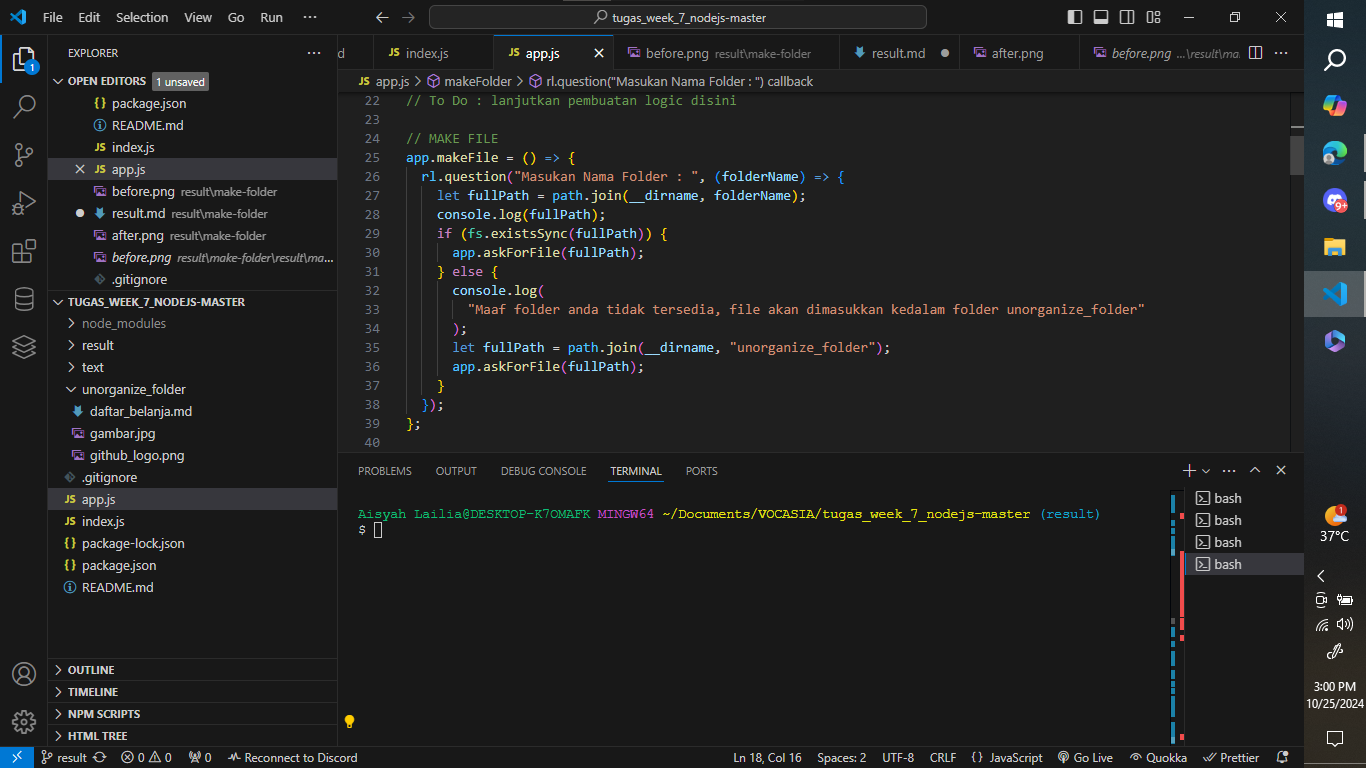 File Edit Selection View Go Run ···
tugas_week_7_nodejs-master
EXPLORER
OPEN EDITORS 1 unsaved
package.json
README.md
index.js
app.js
before.png result\make-folder
result.md result\make-folder
after.png result\make-folder
before.png result\make-folder\result\ma...
.gitignore
TUGAS_WEEK_7_NODEJS-MASTER
node_modules
result
text
unorganize_folder
daftar_belanja.md
gambar.jpg
github_logo.png
.gitignore
app.js
index.js
package-lock.json
package.json
README.md
OUTLINE
TIMELINE
NPM SCRIPTS
HTML TREE
d index.js app.js before.png result\make-folder result.md after.png before.png ...\result\ma
app.js > makeFolder > rl.question("Masukan Nama Folder : ") callback
22 // To Do : lanjutkan pembuatan logic disini
23
24 // MAKE FILE
25 app.makeFile = () => {
26 rl.question("Masukan Nama Folder : ", (folderName) => {
27 let fullPath = path.join(__dirname, folderName);
28 console.log(fullPath);
29 if (fs.existsSync(fullPath)) {
30 app.askForFile(fullPath);
31 } else {
32 console.log(
33 "Maaf folder anda tidak tersedia, file akan dimasukkan kedalam folder unorganize_folder"
34 );
35 let fullPath = path.join(__dirname, "unorganize_folder");
36 app.askForFile(fullPath);
37 }
38 });
39 };
40
PROBLEMS OUTPUT DEBUG CONSOLE TERMINAL PORTS
Aisyah Lailia@DESKTOP-K7OMAFK MINGW64 ~/Documents/VOCASIA/tugas_week_7_nodejs-master (result)
$
bash
bash
bash
bash
result 0 0 0 Reconnect to Discord Ln 18, Col 16 Spaces: 2 UTF-8 CRLF {} JavaScript Go Live Quokka Prettier
1
9+
1
37°C
3:00 PM
10/25/2024